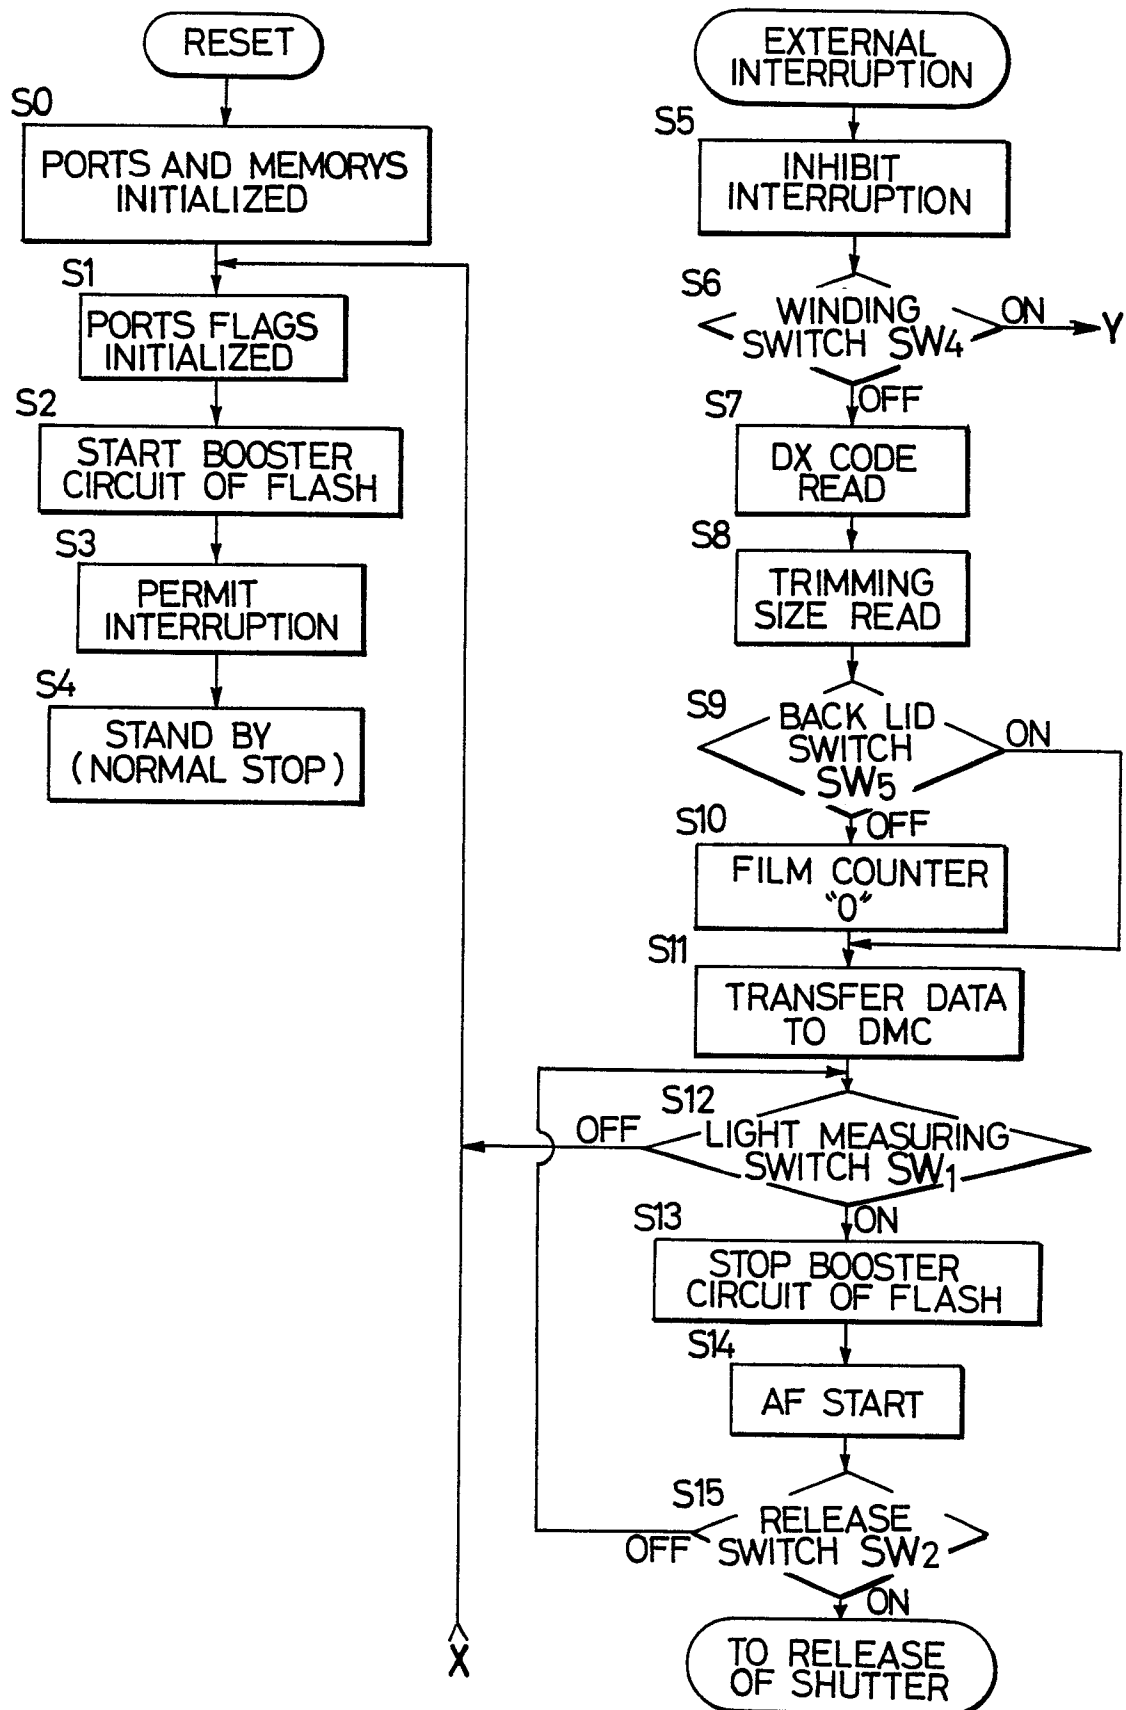 RESET
S0
PORTS AND MEMORYS
INITIALIZED
S1
PORTS FLAGS
INITIALIZED
S2
START BOOSTER
CIRCUIT OF FLASH
S3
PERMIT
INTERRUPTION
S4
STAND BY
(NORMAL STOP)
X
EXTERNAL
INTERRUPTION
S5
INHIBIT
INTERRUPTION
S6
WINDING
SWITCH SW4
ON
Y
OFF
S7
DX CODE
READ
S8
TRIMMING
SIZE READ
S9
BACK LID
SWITCH
SW5
ON
OFF
S10
FILM COUNTER
"0"
S11
TRANSFER DATA
TO DMC
S12
OFF
LIGHT MEASURING
SWITCH SW1
ON
S13
STOP BOOSTER
CIRCUIT OF FLASH
S14
AF START
S15
RELEASE
SWITCH SW2
OFF
ON
TO RELEASE
OF SHUTTER